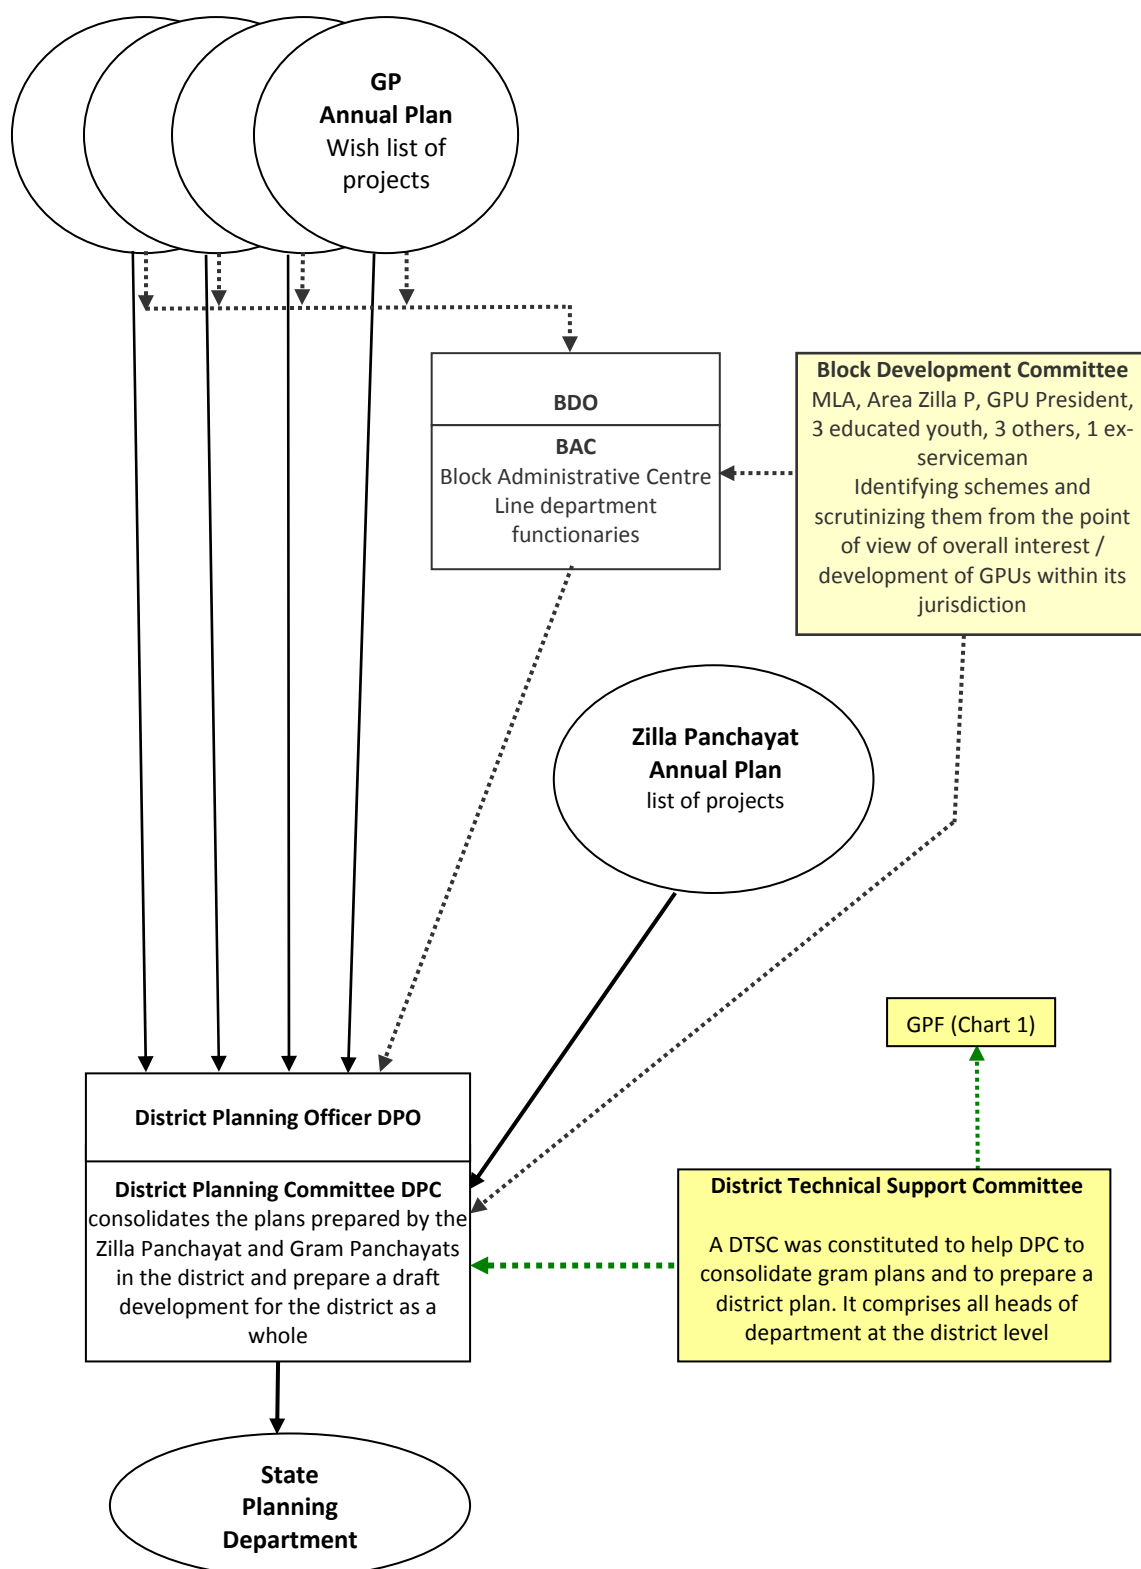 GP
Annual Plan
Wish list of
projects
BDO
BAC
Block Administrative Centre
Line department
functionaries
Block Development Committee
MLA, Area Zilla P, GPU President,
3 educated youth, 3 others, 1 ex-
serviceman
Identifying schemes and
scrutinizing them from the point
of view of overall interest /
development of GPUs within its
jurisdiction
Zilla Panchayat
Annual Plan
list of projects
GPF (Chart 1)
District Planning Officer DPO
District Planning Committee DPC
consolidates the plans prepared by the
Zilla Panchayat and Gram Panchayats
in the district and prepare a draft
development for the district as a
whole
District Technical Support Committee
A DTSC was constituted to help DPC to
consolidate gram plans and to prepare a
district plan. It comprises all heads of
department at the district level
State
Planning
Department